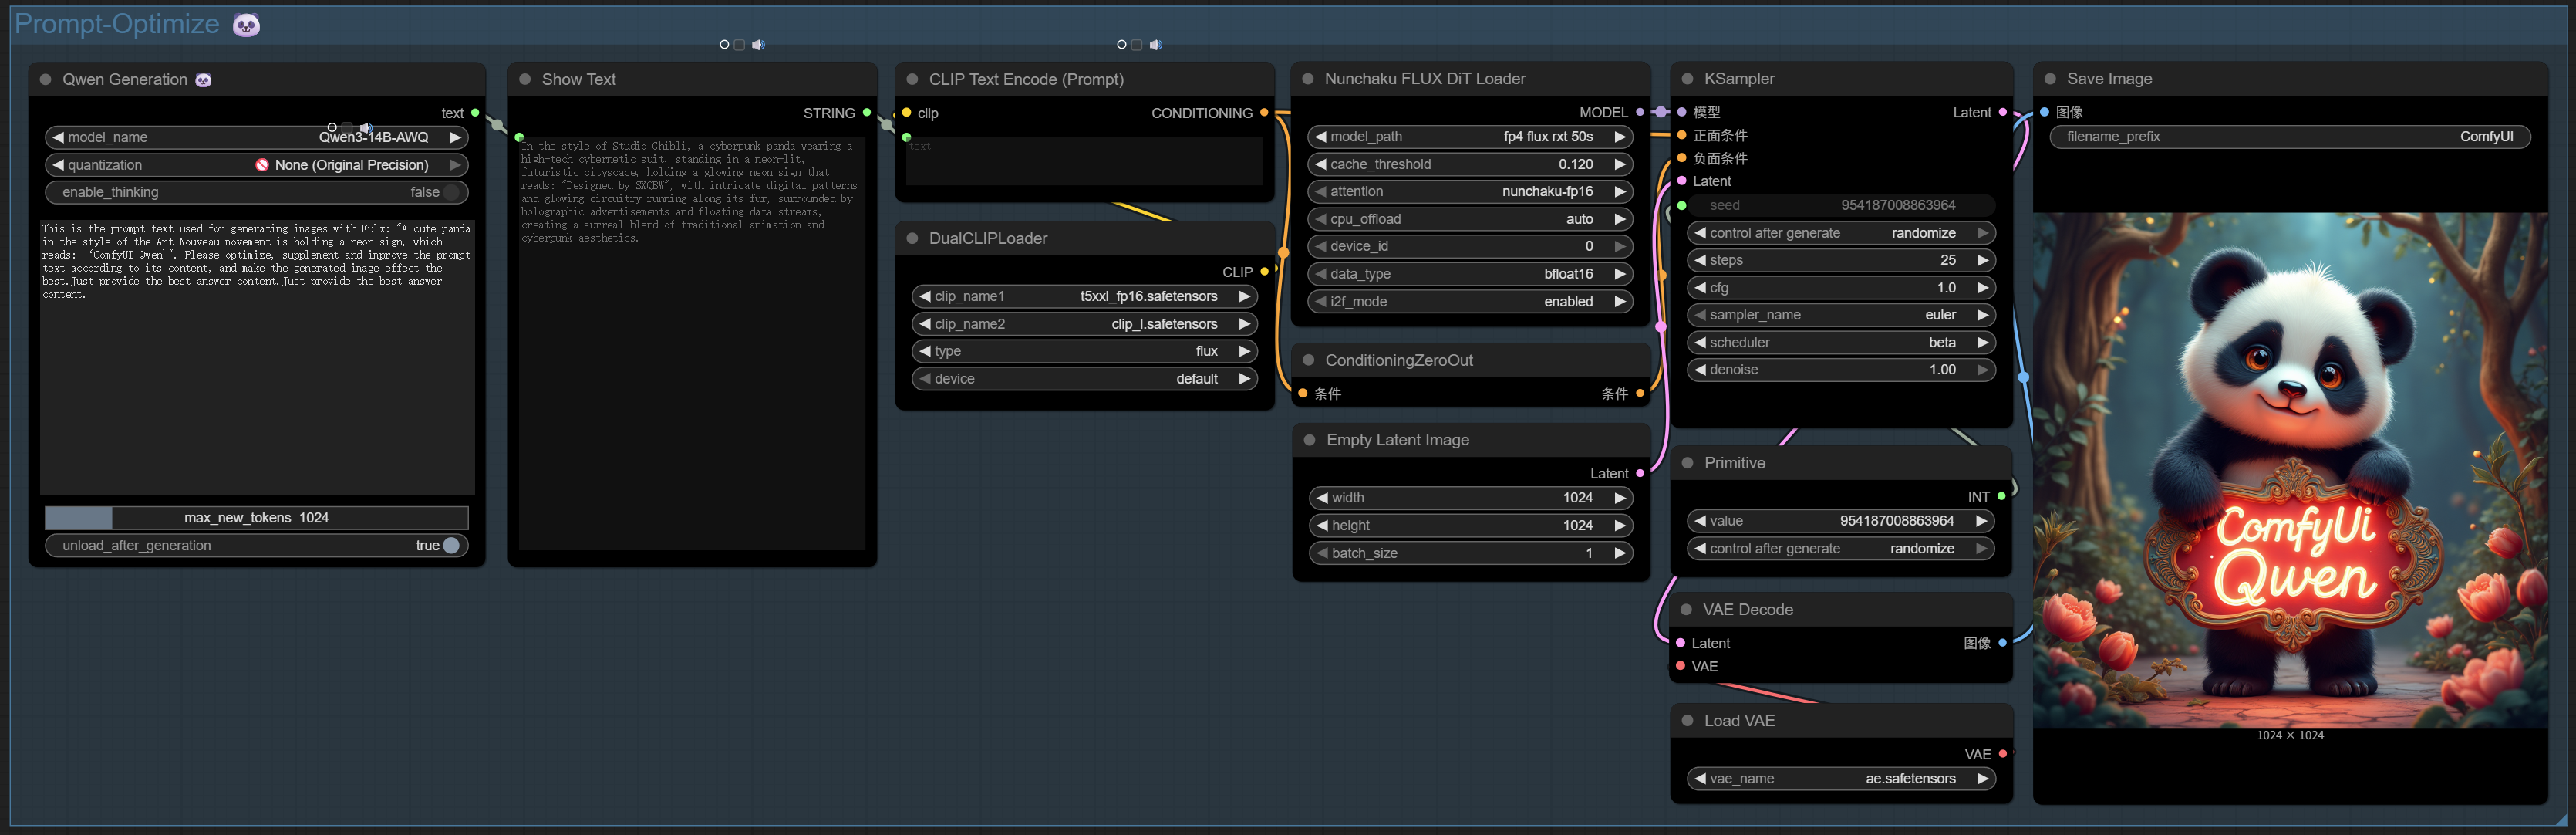 Prompt-Optimize 🐼
Qwen Generation 🐼
text
model_name Qwen3-14B-AWQ
quantization 🚫 None (Original Precision)
enable_thinking false
This is the prompt text used for generating images with Fulx: "A cute panda
in the style of the Art Nouveau movement is holding a neon sign, which
reads: ‘ComfyUI Qwen’". Please optimize, supplement and improve the prompt
text according to its content, and make the generated image effect the
best.Just provide the best answer content.Just provide the best answer
content.
max_new_tokens 1024
unload_after_generation true
Show Text
STRING
In the style of Studio Ghibli, a cyberpunk panda wearing a
high-tech cybernetic suit, standing in a neon-lit,
futuristic cityscape, holding a glowing neon sign that
reads: "Designed by SXQBW", with intricate digital patterns
and glowing circuitry running along its fur, surrounded by
holographic advertisements and floating data streams,
creating a surreal blend of traditional animation and
cyberpunk aesthetics.
CLIP Text Encode (Prompt)
clip CONDITIONING
text
DualCLIPLoader
CLIP
clip_name1 t5xxl_fp16.safetensors
clip_name2 clip_l.safetensors
type flux
device default
Nunchaku FLUX DiT Loader
MODEL
model_path fp4 flux rxt 50s
cache_threshold 0.120
attention nunchaku-fp16
cpu_offload auto
device_id 0
data_type bfloat16
i2f_mode enabled
ConditioningZeroOut
条件 条件
Empty Latent Image
Latent
width 1024
height 1024
batch_size 1
KSampler
模型 Latent
正面条件
负面条件
Latent
seed 954187008863964
control after generate randomize
steps 25
cfg 1.0
sampler_name euler
scheduler beta
denoise 1.00
Primitive
INT
value 954187008863964
control after generate randomize
VAE Decode
Latent 图像
VAE
Load VAE
VAE
vae_name ae.safetensors
Save Image
图像
filename_prefix ComfyUI
ComfyUi
Qwen
1024 × 1024